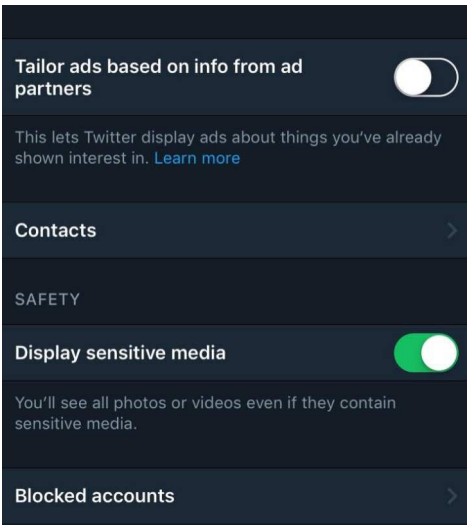 Tailor ads based on info from ad
partners
This lets Twitter display ads about things you've already
shown interest in. Learn more
Contacts
SAFETY
Display sensitive media
You'll see all photos or videos even if they contain
sensitive media.
Blocked accounts